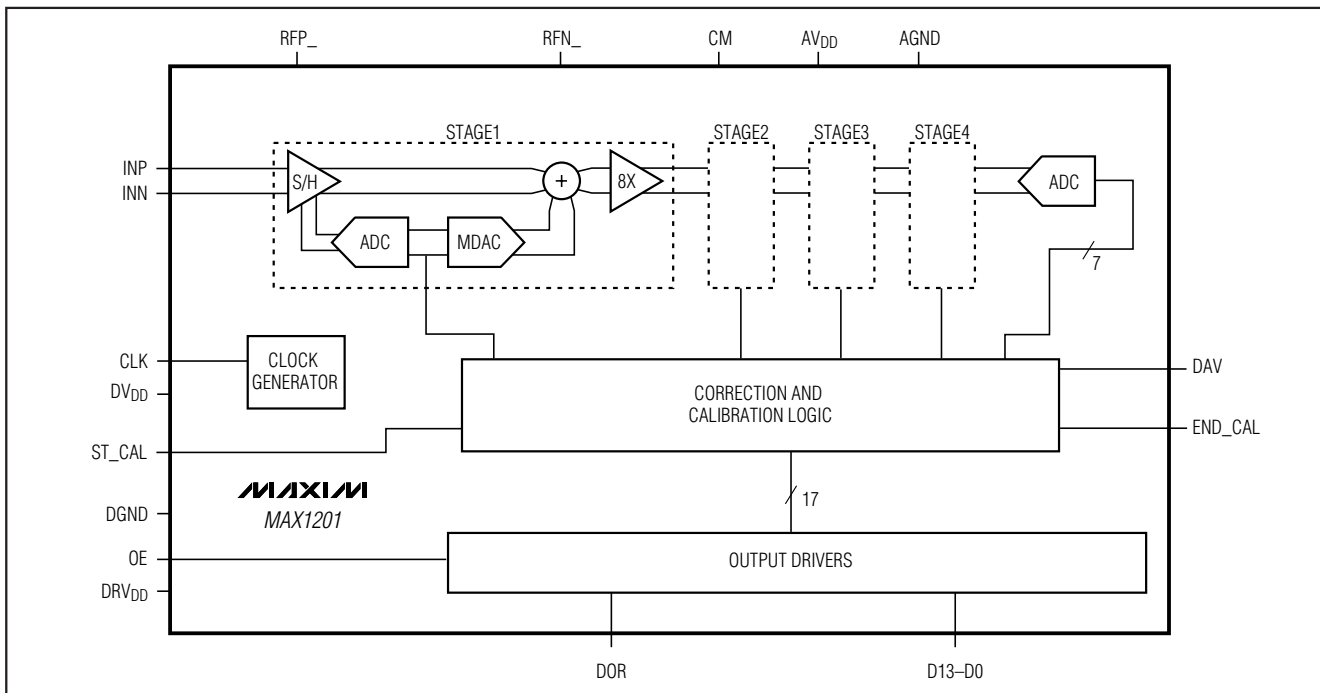 RFP_ RFN_ CM AVDD AGND
STAGE1 STAGE2 STAGE3 STAGE4
INP
INN
S/H
+
8X
ADC
ADC
MDAC
7
CLK
CLOCK
GENERATOR
DVDD
ST_CAL
CORRECTION AND
CALIBRATION LOGIC
DAV
END_CAL
MAXIM
MAX1201
17
DGND
OE
OUTPUT DRIVERS
DRVDD
DOR D13–D0